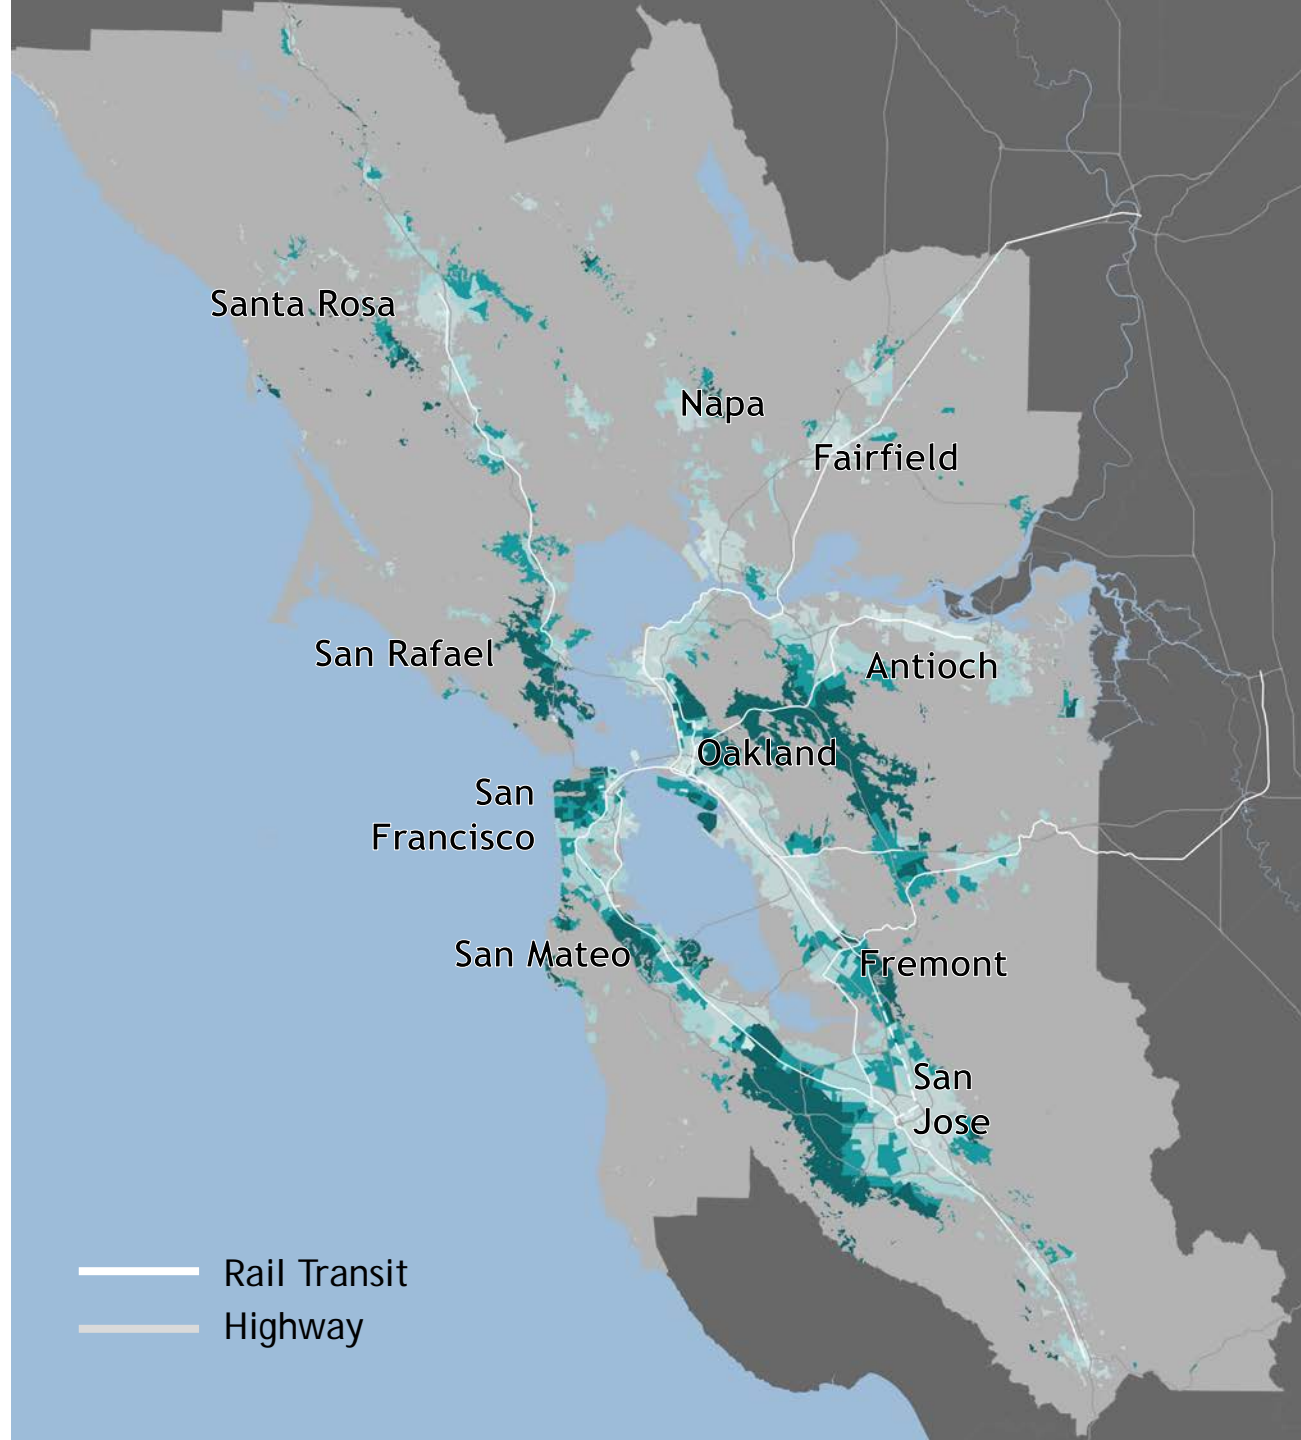 Santa Rosa
Napa
Fairfield
San Rafael
Antioch
Oakland
San
Francisco
San Mateo
Fremont
San
Jose
Rail Transit
Highway